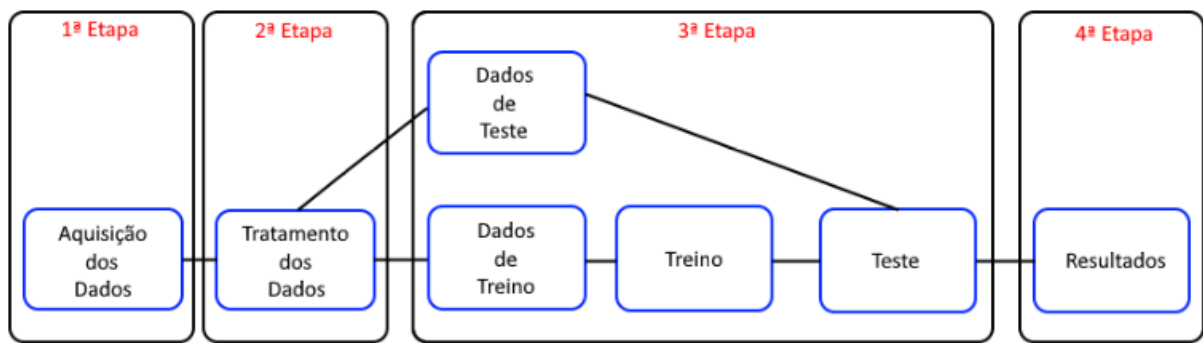 1ª Etapa
2ª Etapa
3ª Etapa
4ª Etapa
Dados
de
Teste
Aquisição
dos
Dados
Tratamento
dos
Dados
Dados
de
Treino
Treino
Teste
Resultados